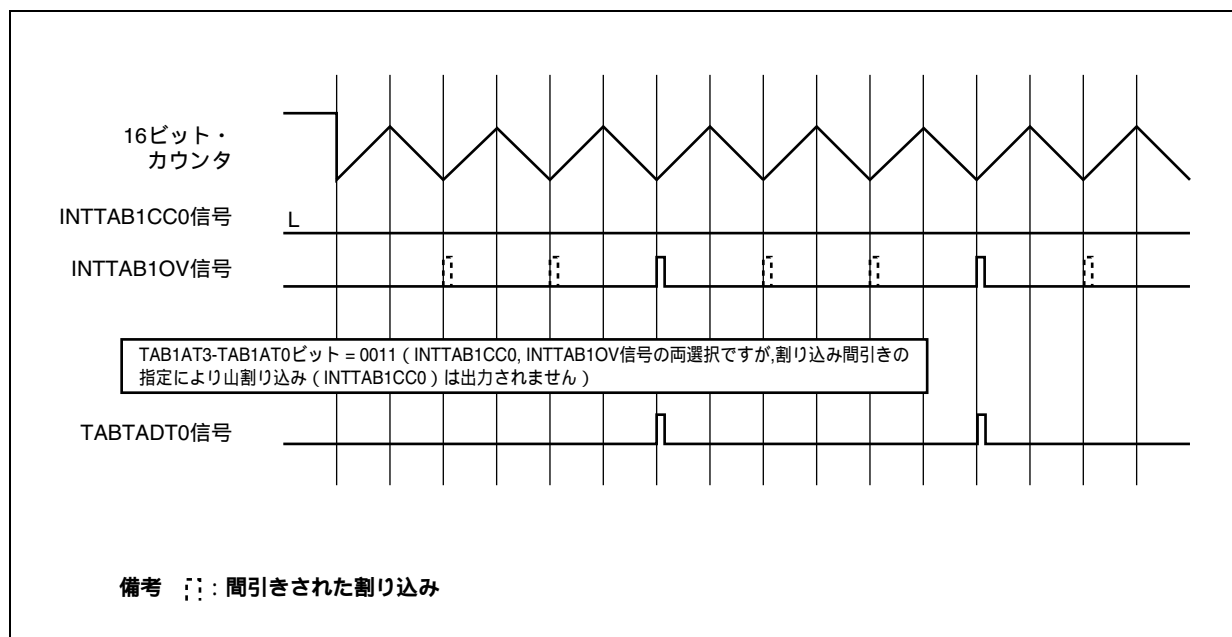 16ビット・
カウンタ
INTTAB1CC0信号
L
INTTAB1OV信号
TAB1AT3-TAB1AT0ビット = 0011 ( INTTAB1CC0, INTTAB1OV信号の両選択ですが,割り込み間引きの
指定により山割り込み ( INTTAB1CC0 ) は出力されません )
TABTADT0信号
備考 : 間引きされた割り込み